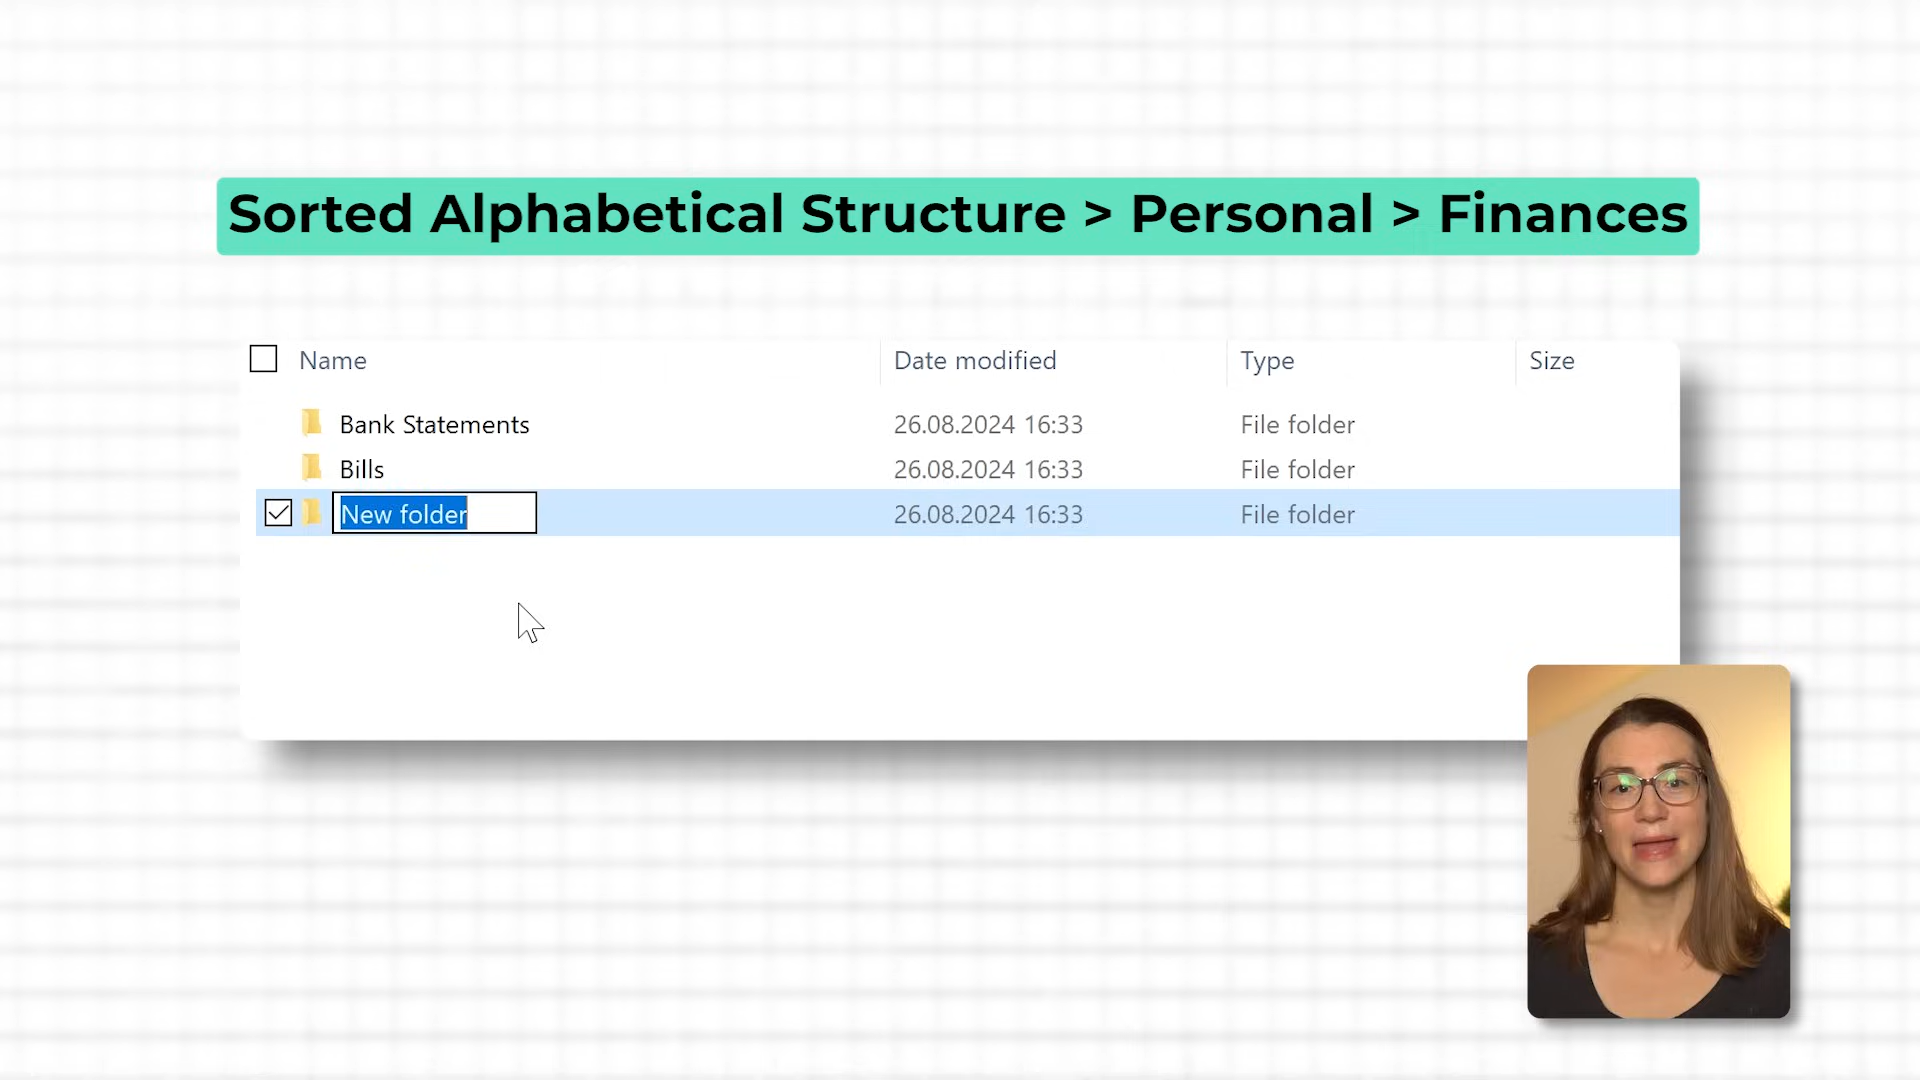 Sorted Alphabetical Structure > Personal > Finances
Name Date modified Type Size
Bank Statements 26.08.2024 16:33 File folder
Bills 26.08.2024 16:33 File folder
New folder 26.08.2024 16:33 File folder